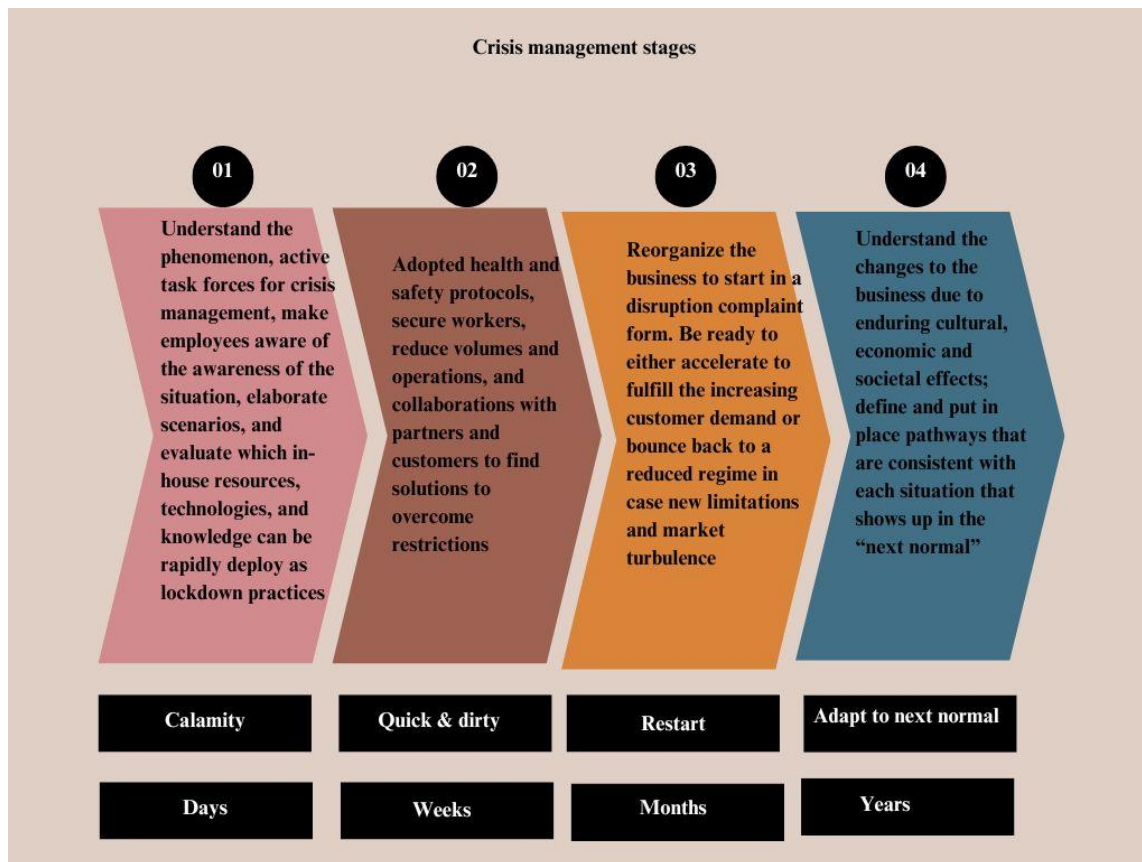 Crisis management stages
01
Understand the
phenomenon, active
task forces for crisis
management, make
employees aware of
the awareness of the
situation, elaborate
scenarios, and
evaluate which in-
house resources,
technologies, and
knowledge can be
rapidly deploy as
lockdown practices
Calamity
Days
02
Adopted health and
safety protocols,
secure workers,
reduce volumes and
operations, and
collaborations with
partners and
customers to find
solutions to
overcome
restrictions
Quick & dirty
Weeks
03
Reorganize the
business to start in a
disruption complaint
form. Be ready to
either accelerate to
fulfill the increasing
customer demand or
bounce back to a
reduced regime in
case new limitations
and market
turbulence
Restart
Months
04
Understand the
changes to the
business due to
enduring cultural,
economic and
societal effects;
define and put in
place pathways that
are consistent with
each situation that
shows up in the
“next normal”
Adapt to next normal
Years